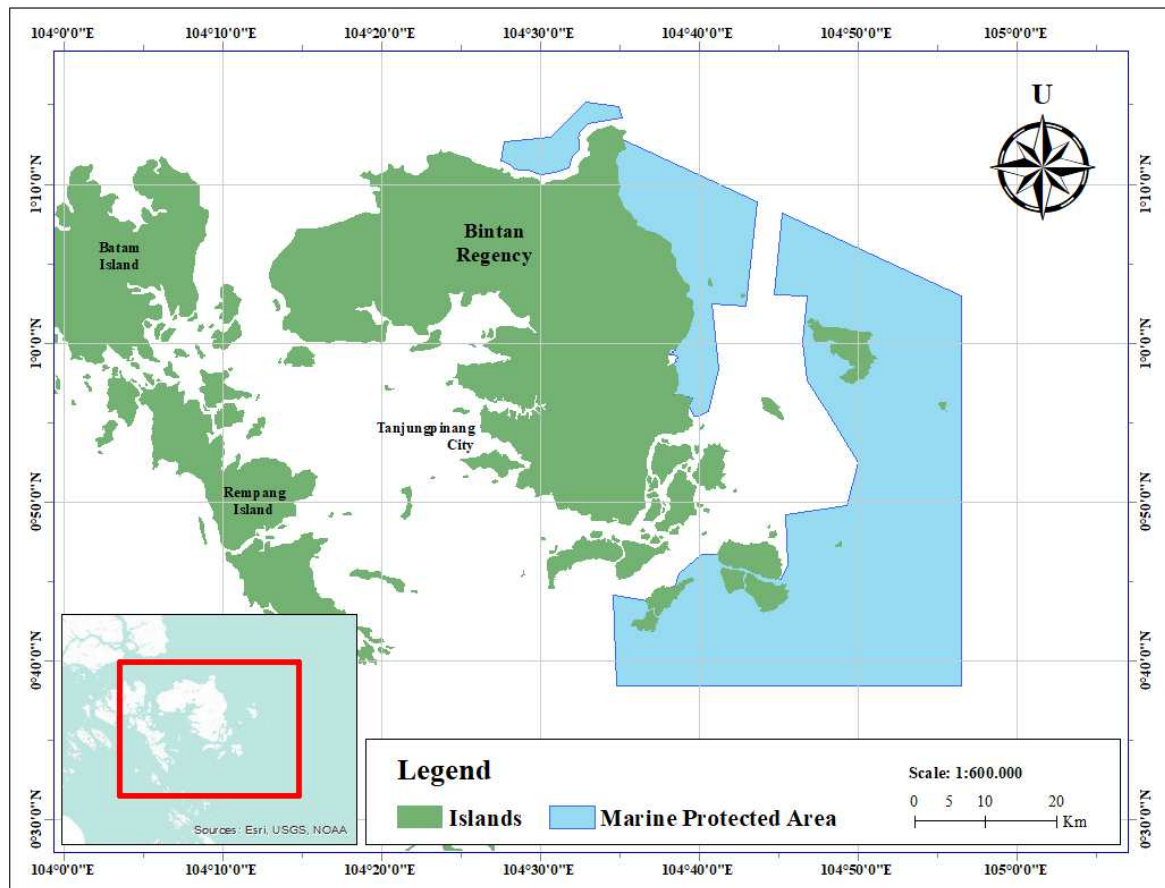 104°0'0"E 104°10'0"E 104°20'0"E 104°30'0"E 104°40'0"E 104°50'0"E 105°0'0"E
U
1°10'0"N 1°10'0"N
Bintan
Regency
Batam
Island
1°0'0"N 1°0'0"N
Tanjungpinang
City
0°50'0"N 0°50'0"N
Rempang
Island
0°40'0"N 0°40'0"N
Sources: Esri, USGS, NOAA
Legend
Islands
Marine Protected Area
Scale: 1:600.000
0 5 10 20
Km
0°30'0"N 0°30'0"N
104°0'0"E 104°10'0"E 104°20'0"E 104°30'0"E 104°40'0"E 104°50'0"E 105°0'0"E